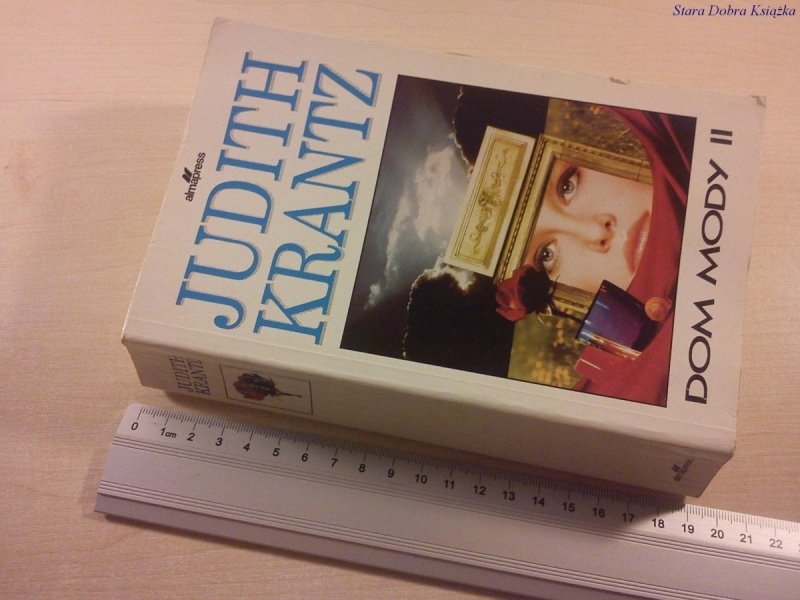 Stara Dobra Książka
almapress
JUDITH
KRANTZ
DOM MODY II
JUDITH
KRANTZ
almapress
0 1cm 2 3 4 5 6 7 8 9 10 11 12 13 14 15 16 17 18 19 20 21 22